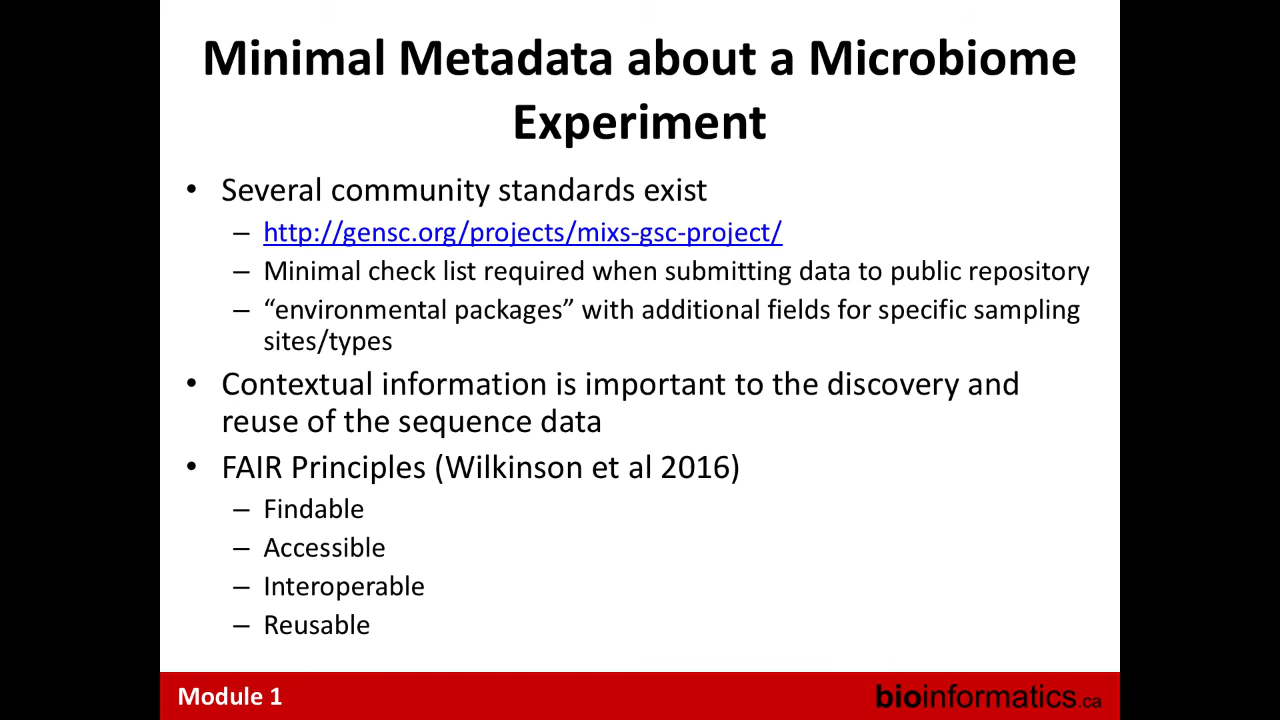 Minimal Metadata about a Microbiome
Experiment
• Several community standards exist
– http://gensc.org/projects/mixs-gsc-project/
– Minimal check list required when submitting data to public repository
– “environmental packages” with additional fields for specific sampling
sites/types
• Contextual information is important to the discovery and
reuse of the sequence data
• FAIR Principles (Wilkinson et al 2016)
– Findable
– Accessible
– Interoperable
– Reusable
Module 1
bioinformatics.ca